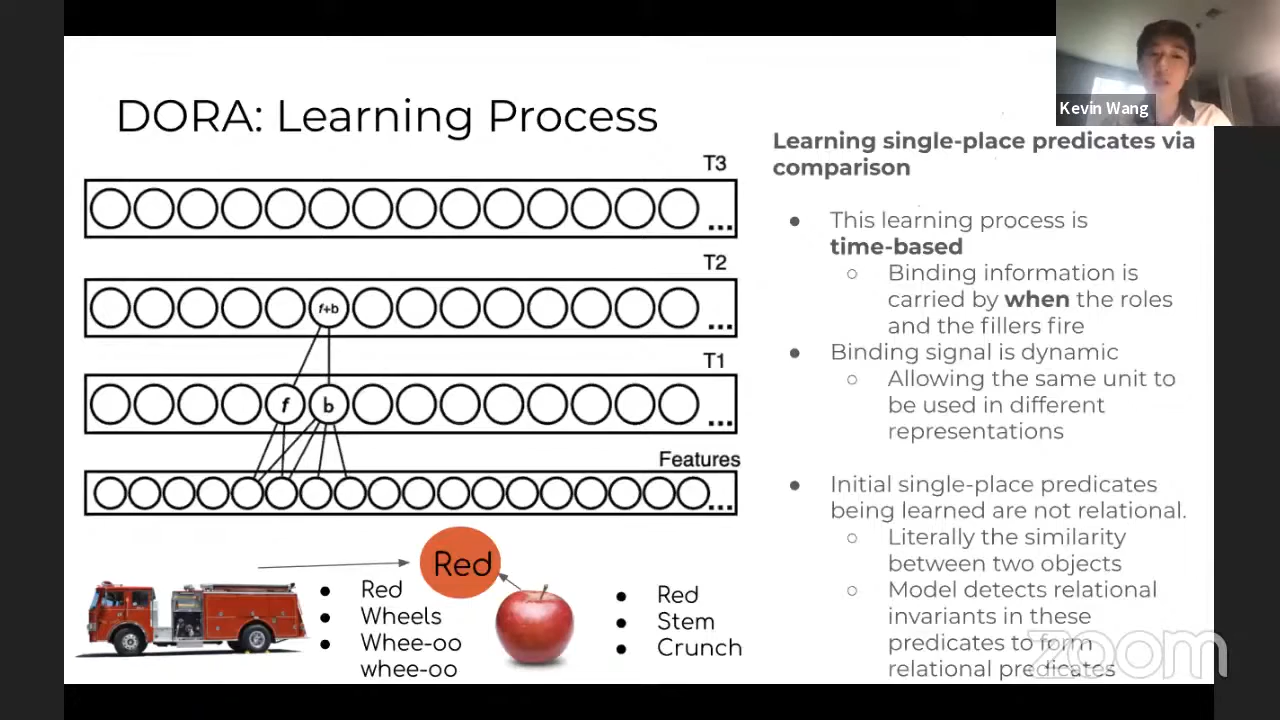 Kevin Wang
DORA: Learning Process
T3
...
T2
f+b
...
T1
f
b
...
Features
...
Red
Red
Wheels
Whee-oo
whee-oo
Red
Stem
Crunch
Learning single-place predicates via
comparison
This learning process is
time-based
Binding information is
carried by when the roles
and the fillers fire
Binding signal is dynamic
Allowing the same unit to
be used in different
representations
Initial single-place predicates
being learned are not relational.
Literally the similarity
between two objects
Model detects relational
invariants in these
predicates to form
relational predicates
zoom